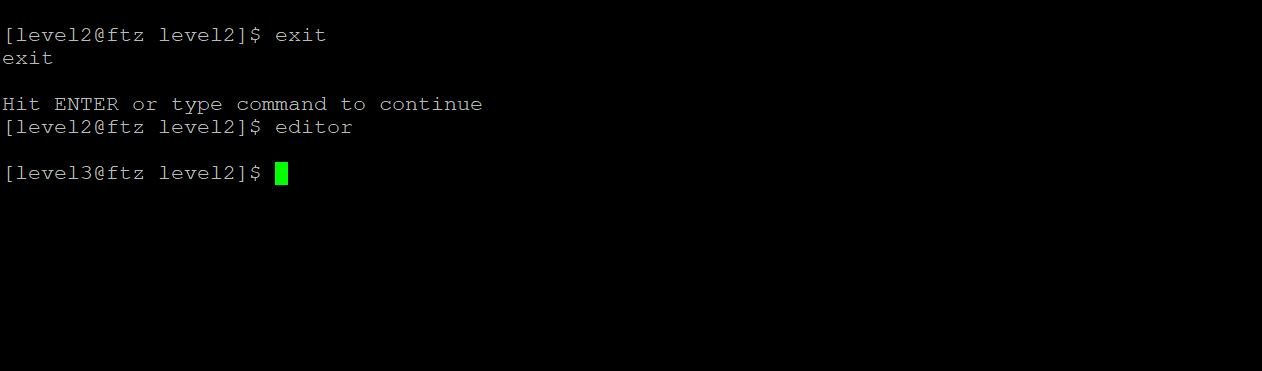 [level2@ftz level2]$ exit
exit
Hit ENTER or type command to continue
[level2@ftz level2]$ editor
[level3@ftz level2]$